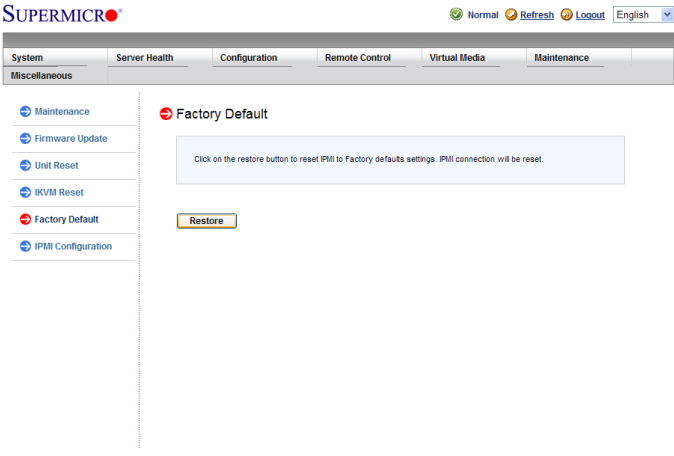 SUPERMICRO®
Normal Refresh Logout English
System Server Health Configuration Remote Control Virtual Media Maintenance
Miscellaneous
Maintenance
Firmware Update
Unit Reset
IKVM Reset
Factory Default
IPMI Configuration
Factory Default
Click on the restore button to reset IPMI to Factory defaults settings. IPMI connection will be reset.
Restore